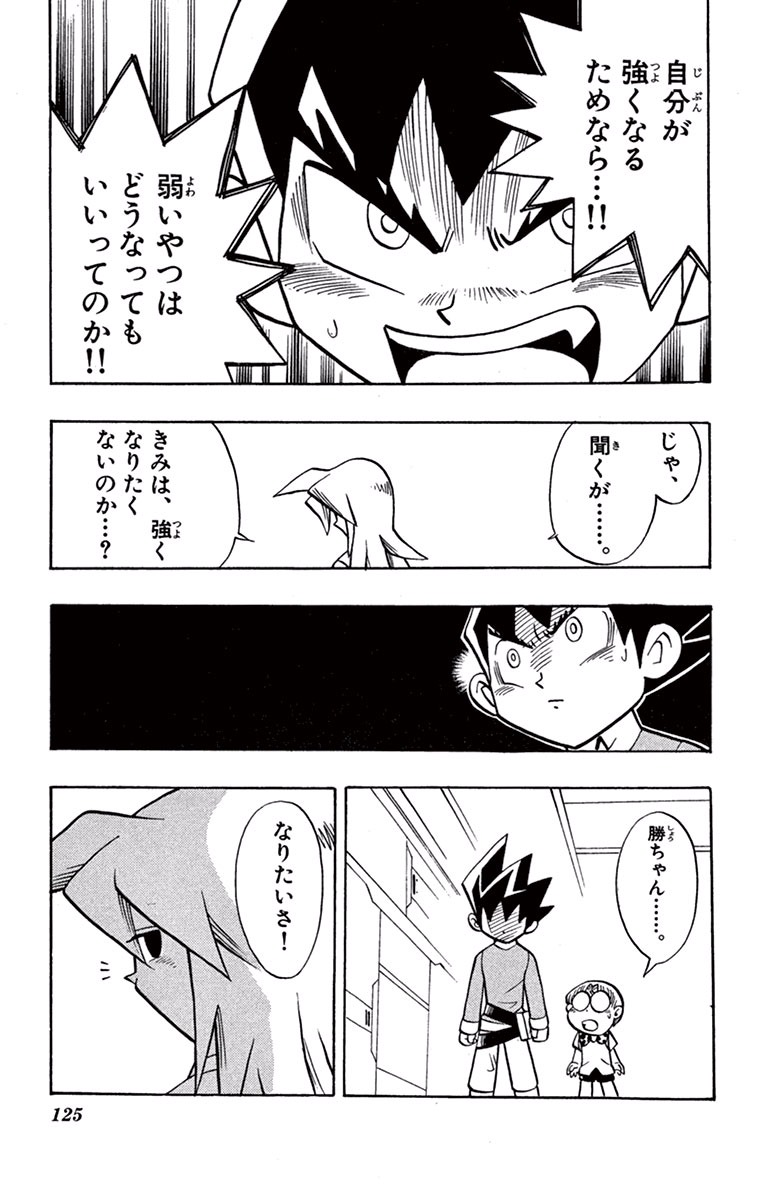 自分が
強くなる
ためなら…!!
弱いやつは
どうなっても
いいってのか!!
じゃ、
聞くが……。
きみは、強く
なりたく
ないのか…?
勝ちゃん……。
なりたいさ!
125